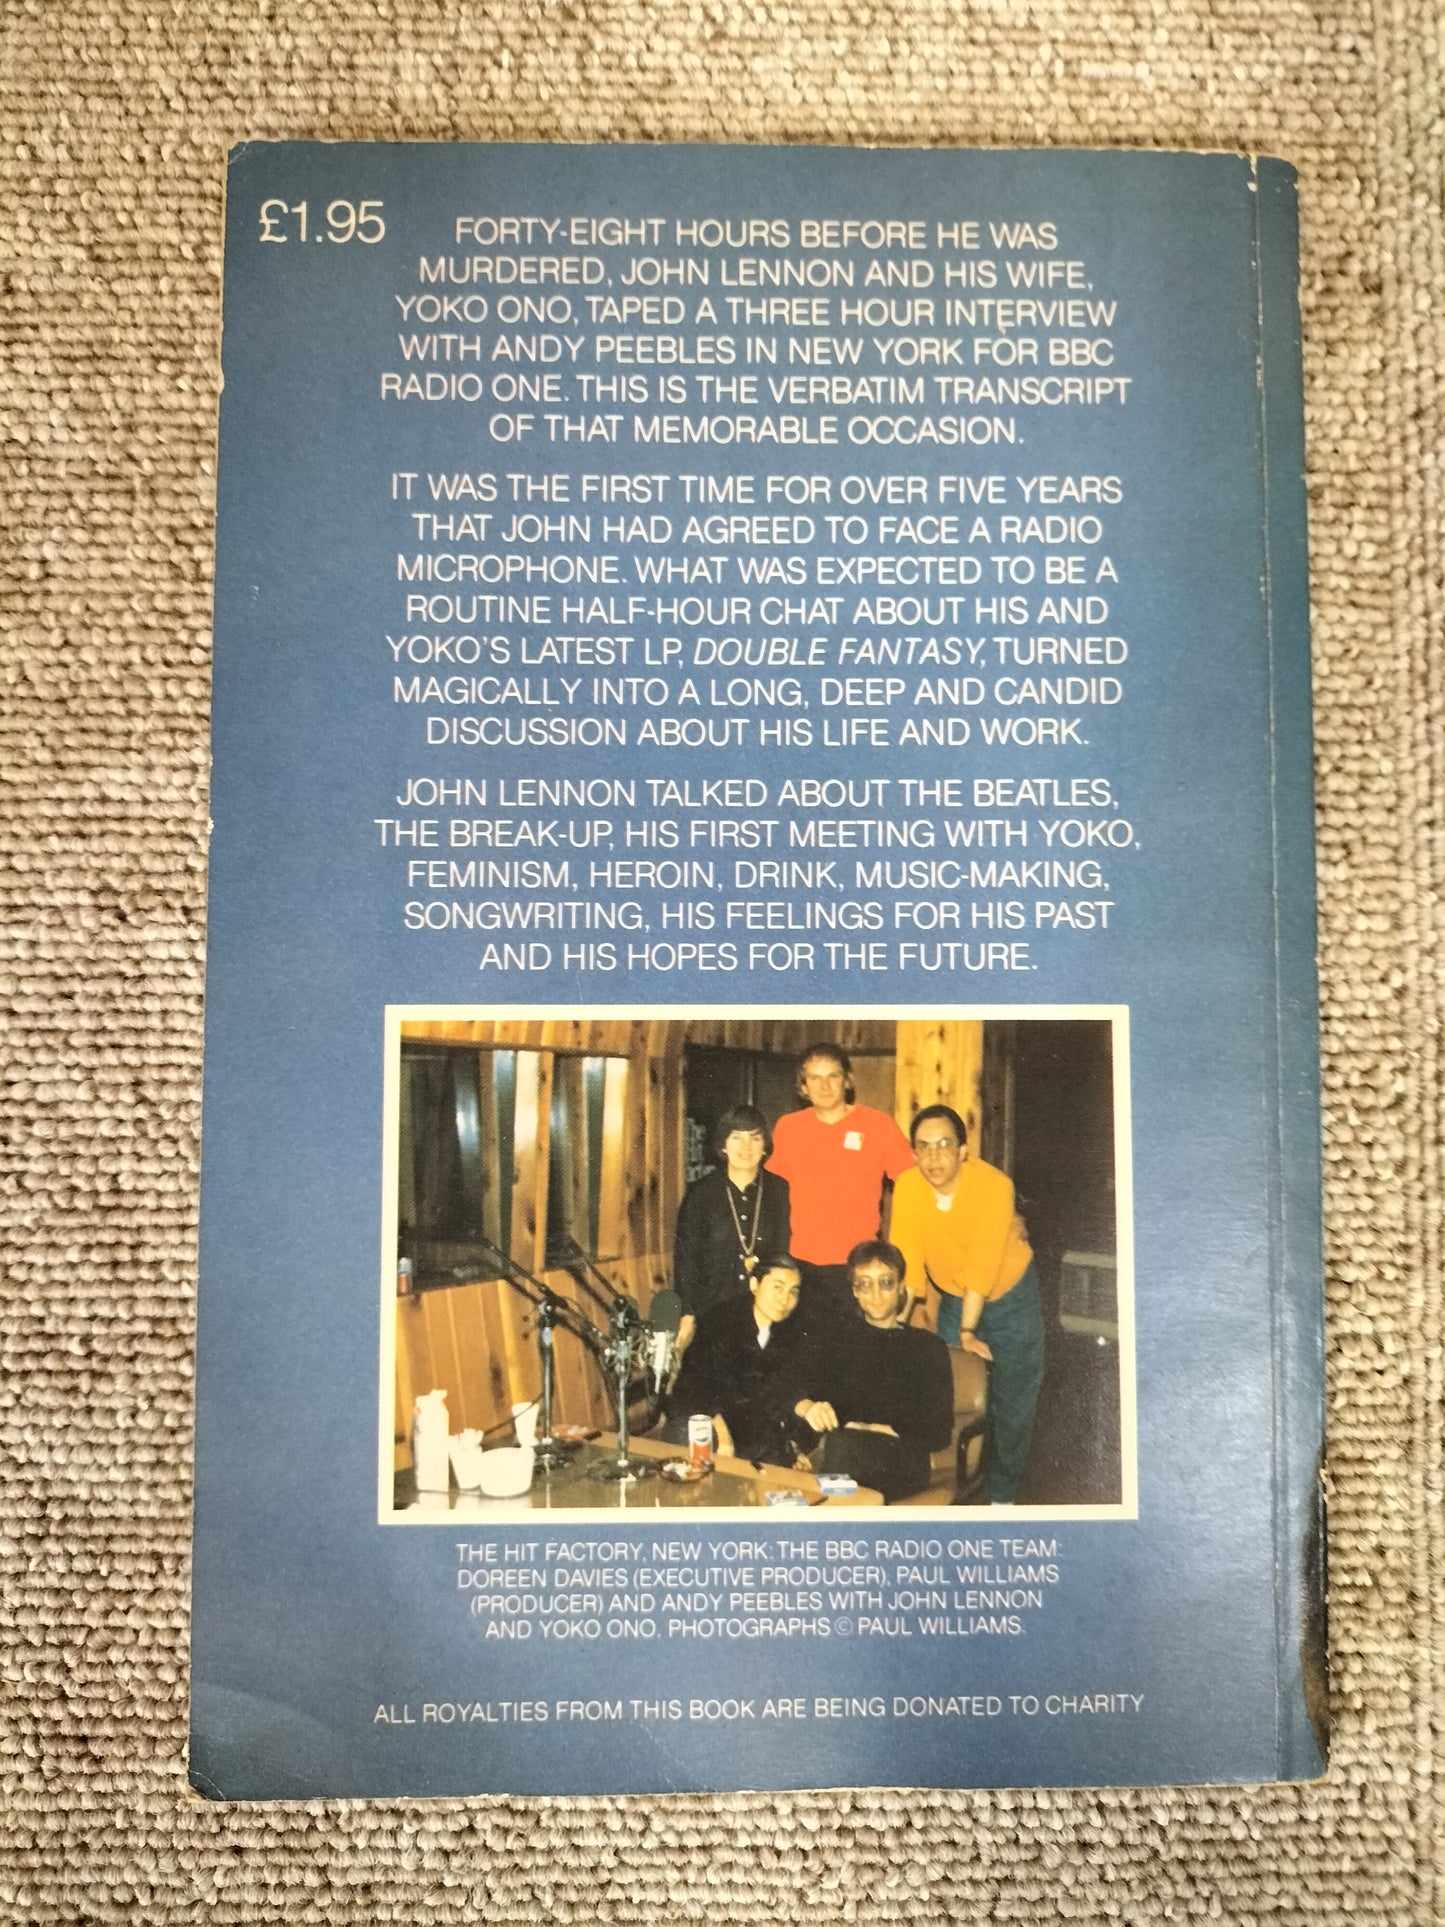 £1.95
FORTY-EIGHT HOURS BEFORE HE WAS
MURDERED, JOHN LENNON AND HIS WIFE,
YOKO ONO, TAPED A THREE HOUR INTERVIEW
WITH ANDY PEEBLES IN NEW YORK FOR BBC
RADIO ONE. THIS IS THE VERBATIM TRANSCRIPT
OF THAT MEMORABLE OCCASION.
IT WAS THE FIRST TIME FOR OVER FIVE YEARS
THAT JOHN HAD AGREED TO FACE A RADIO
MICROPHONE. WHAT WAS EXPECTED TO BE A
ROUTINE HALF-HOUR CHAT ABOUT HIS AND
YOKO'S LATEST LP, DOUBLE FANTASY, TURNED
MAGICALLY INTO A LONG, DEEP AND CANDID
DISCUSSION ABOUT HIS LIFE AND WORK.
JOHN LENNON TALKED ABOUT THE BEATLES,
THE BREAK-UP, HIS FIRST MEETING WITH YOKO,
FEMINISM, HEROIN, DRINK, MUSIC-MAKING,
SONGWRITING, HIS FEELINGS FOR HIS PAST
AND HIS HOPES FOR THE FUTURE.
THE HIT FACTORY, NEW YORK: THE BBC RADIO ONE TEAM:
DOREEN DAVIES (EXECUTIVE PRODUCER), PAUL WILLIAMS
(PRODUCER) AND ANDY PEEBLES WITH JOHN LENNON
AND YOKO ONO. PHOTOGRAPHS © PAUL WILLIAMS.
ALL ROYALTIES FROM THIS BOOK ARE BEING DONATED TO CHARITY